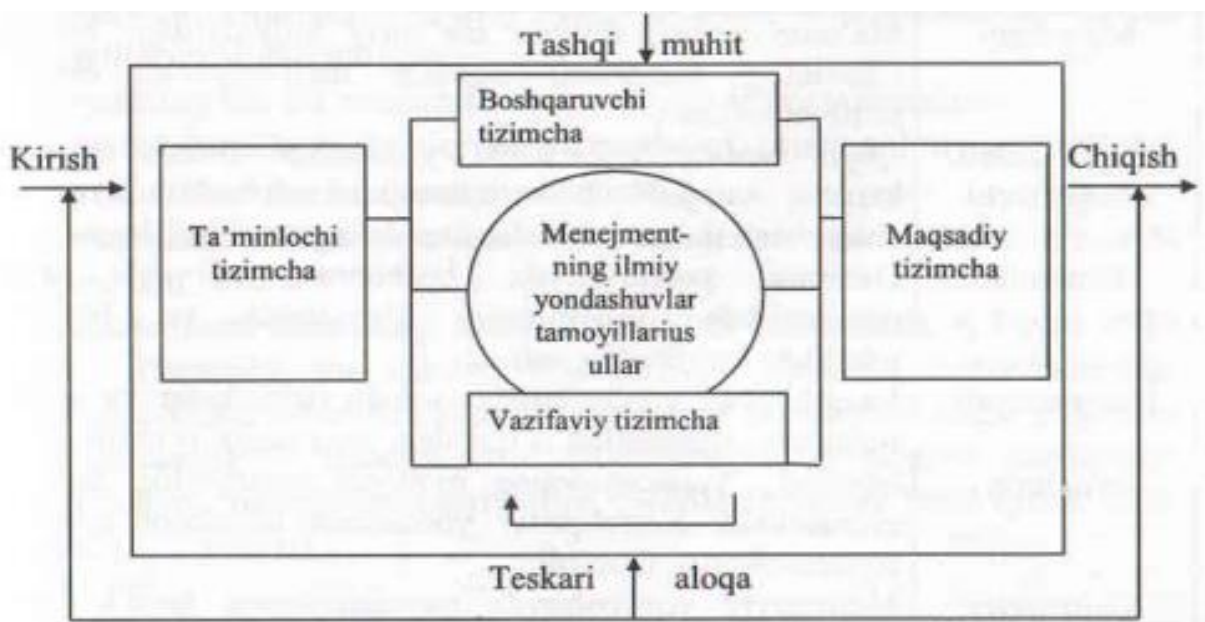 Tashqi muhit
Boshqaruvchi
tizimcha
Kirish
Chiqish
Ta'minlochi
tizimcha
Menejment-
ning ilmiy
yondashuvlar
tamoyillarius
ullar
Maqsadiy
tizimcha
Vazifaviy tizimcha
Teskari aloqa